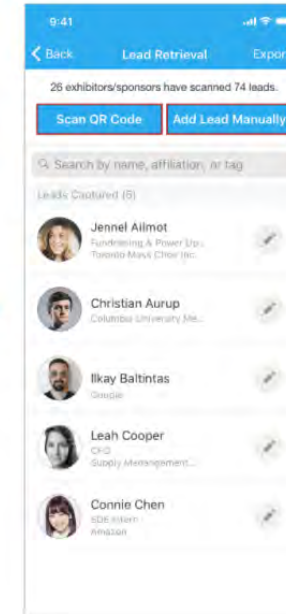 9:41
Back Lead Retrieval Expor
26 exhibitors/sponsors have scanned 74 leads.
Scan QR Code Add Lead Manually
Search by name, affiliation, or tag
Leads Captured (5)
Jennel Ailmot
Fundraising & Power Up...
Toronto Mass Choir Inc.
Christian Aurup
Columbia University Me...
Ilkay Baltintas
Google
Leah Cooper
CFO
Supply
Connie Chen
SDE Intern
Amazon